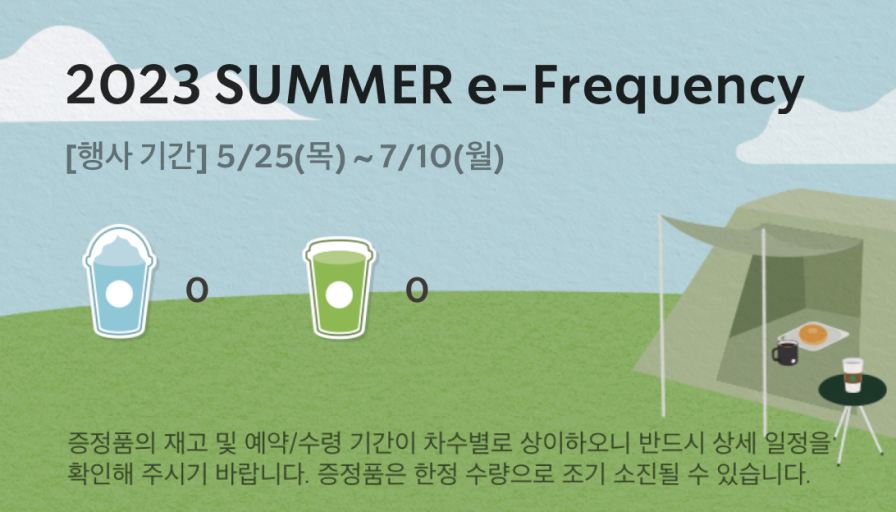 2023 SUMMER e-Frequency
[행사 기간] 5/25(목) ~ 7/10(월)
0 0
증정품의 재고 및 예약/수령 기간이 차수별로 상이하오니 반드시 상세 일정을
확인해 주시기 바랍니다. 증정품은 한정 수량으로 조기 소진될 수 있습니다.